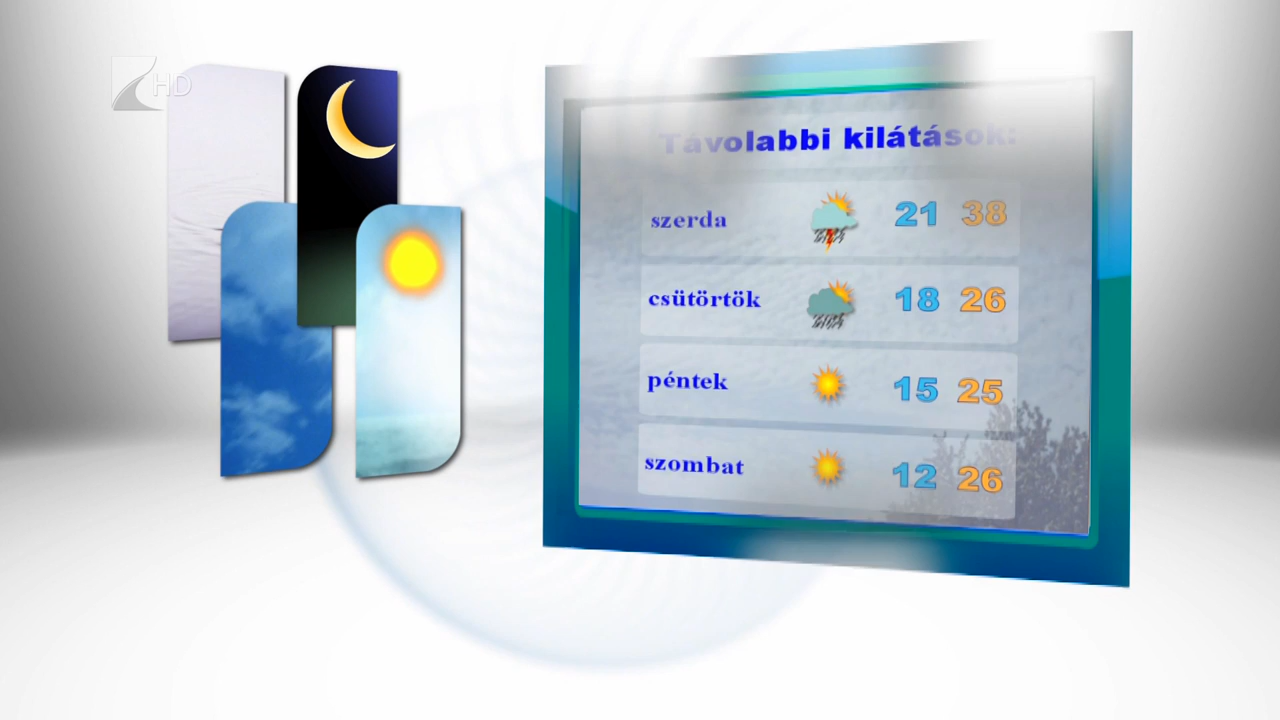 HD
Távolabbi kilátások:
szerda 21 38
csütörtök 18 26
péntek 15 25
szombat 12 26